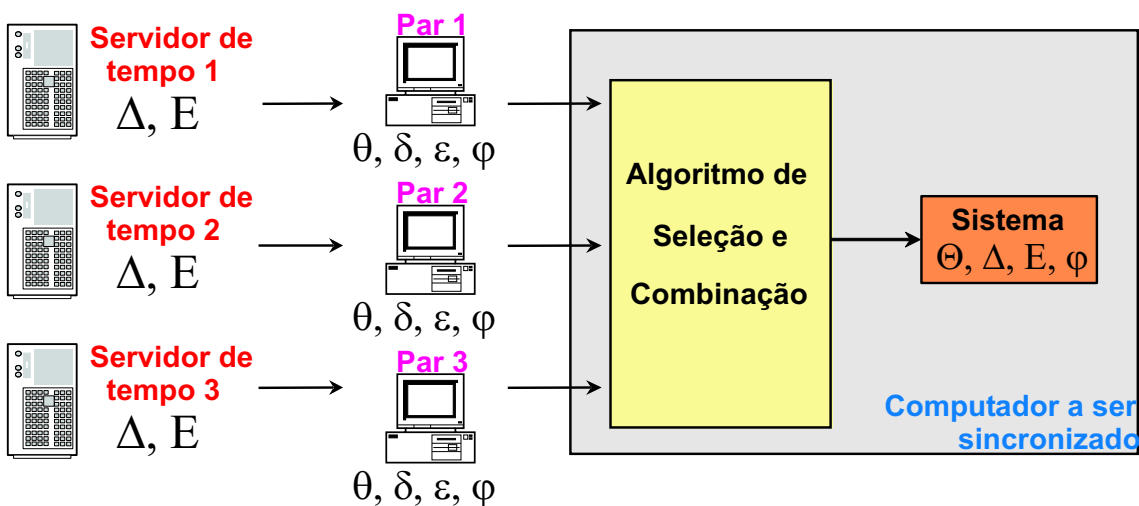 Servidor de
tempo 1
Δ, E
Par 1
θ, δ, ε, φ
Servidor de
tempo 2
Δ, E
Par 2
θ, δ, ε, φ
Servidor de
tempo 3
Δ, E
Par 3
θ, δ, ε, φ
Algoritmo de
Seleção e
Combinação
Sistema
Θ, Δ, E, φ
Computador a ser
sincronizado